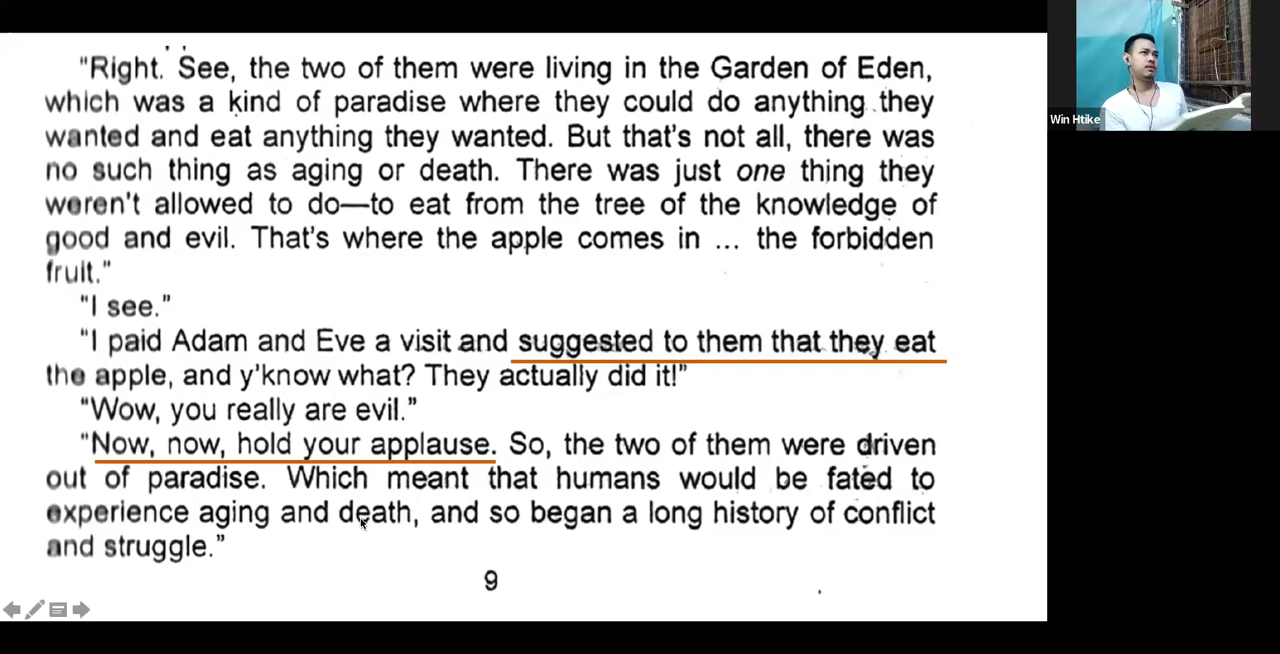 "Right. See, the two of them were living in the Garden of Eden,
which was a kind of paradise where they could do anything they
wanted and eat anything they wanted. But that's not all, there was
no such thing as aging or death. There was just one thing they
weren't allowed to do—to eat from the tree of the knowledge of
good and evil. That's where the apple comes in ... the forbidden
fruit."
"I see."
"I paid Adam and Eve a visit and suggested to them that they eat
the apple, and y'know what? They actually did it!"
"Wow, you really are evil."
"Now, now, hold your applause. So, the two of them were driven
out of paradise. Which meant that humans would be fated to
experience aging and death, and so began a long history of conflict
and struggle."
9
Win Htike